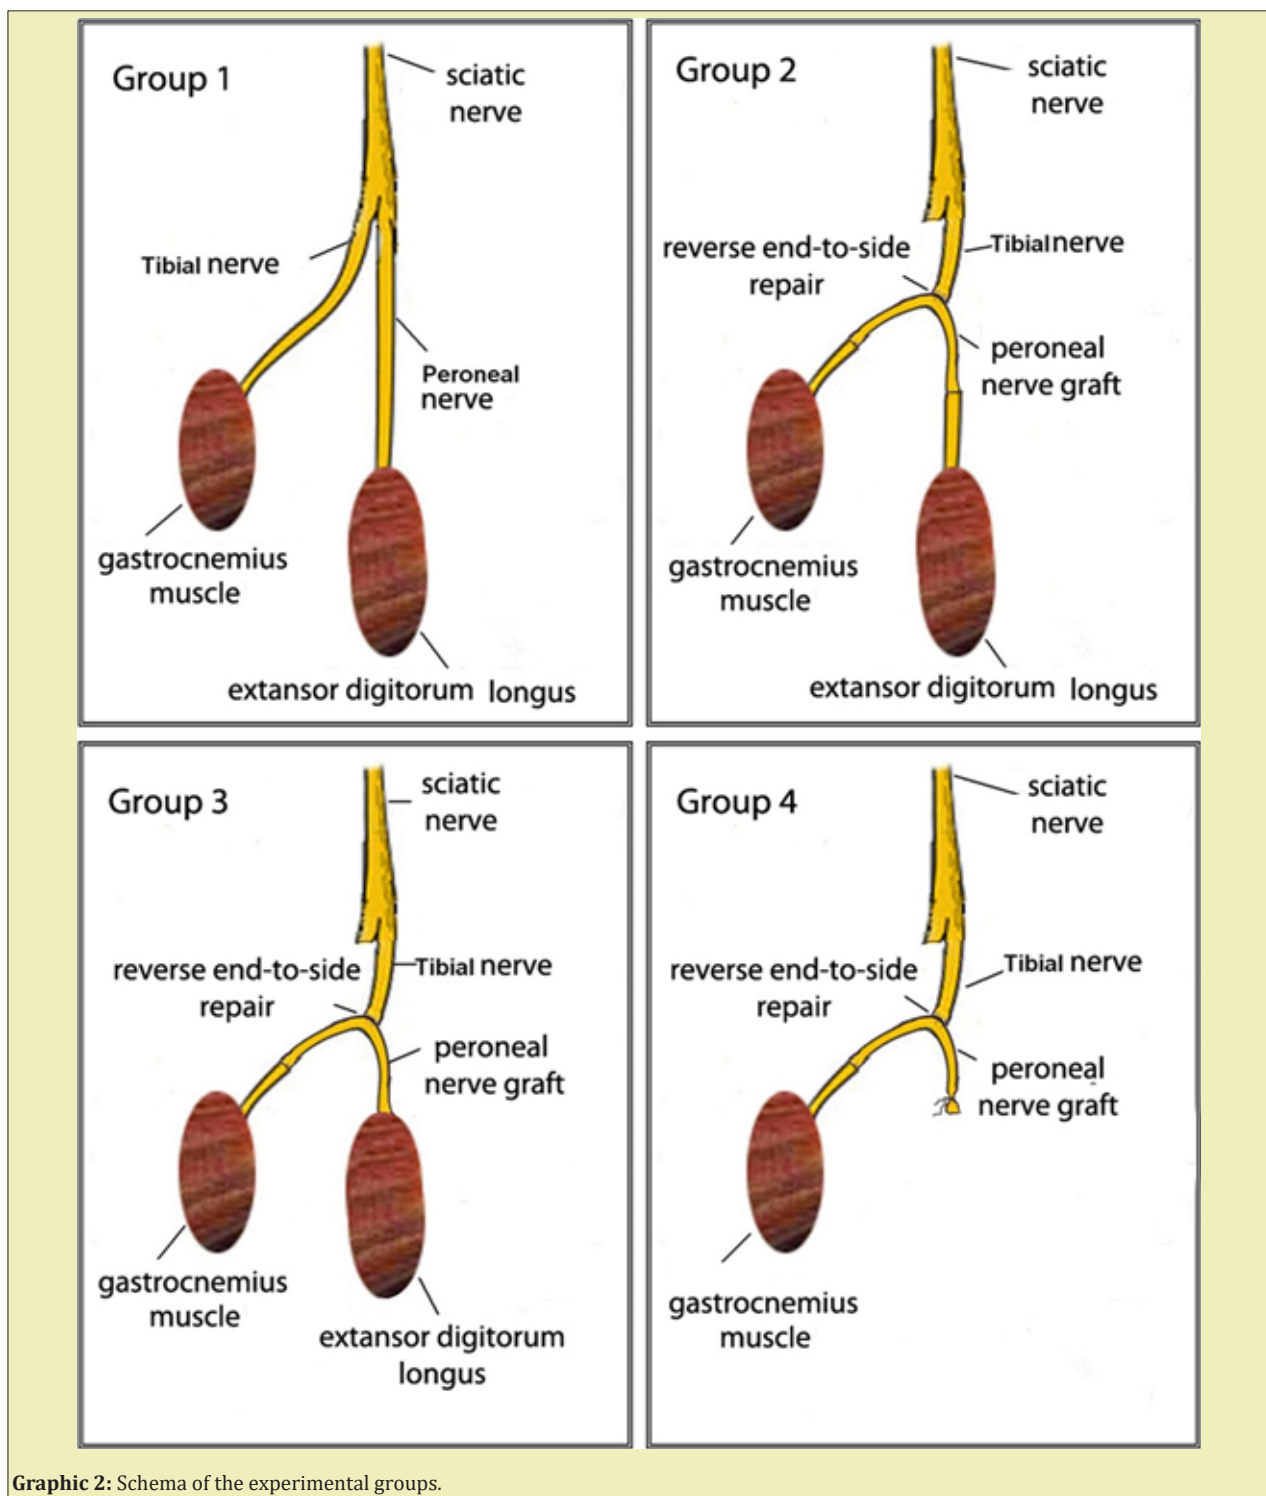 Group 1
sciatic
nerve
Tibial nerve
Peroneal
nerve
gastrocnemius
muscle
extansor digitorum longus
Group 2
sciatic
nerve
reverse end-to-side
repair
Tibialnerve
peroneal
nerve graft
gastrocnemius
muscle
extansor digitorum longus
Group 3
sciatic
nerve
reverse end-to-side
repair
Tibial nerve
peroneal
nerve graft
gastrocnemius
muscle
extansor digitorum
longus
Group 4
sciatic
nerve
reverse end-to-side
repair
Tibial nerve
peroneal
nerve graft
gastrocnemius
muscle
Graphic 2: Schema of the experimental groups.